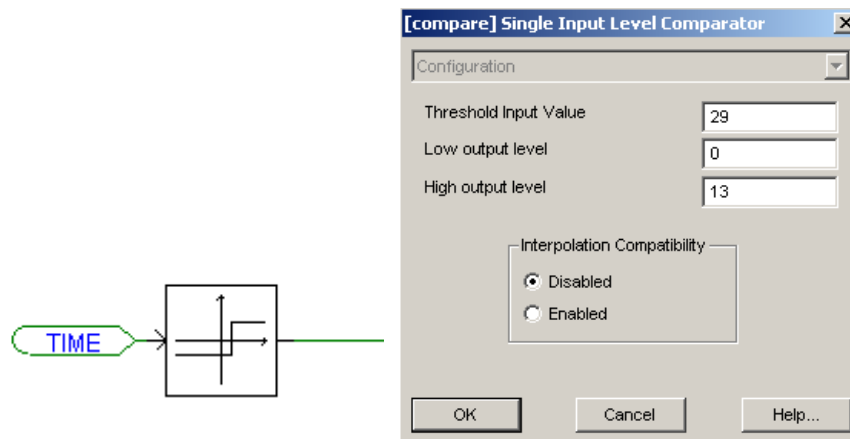 [compare] Single Input Level Comparator
Configuration
Threshold Input Value 29
Low output level 0
High output level 13
Interpolation Compatibility
Disabled
Enabled
TIME
OK Cancel Help...